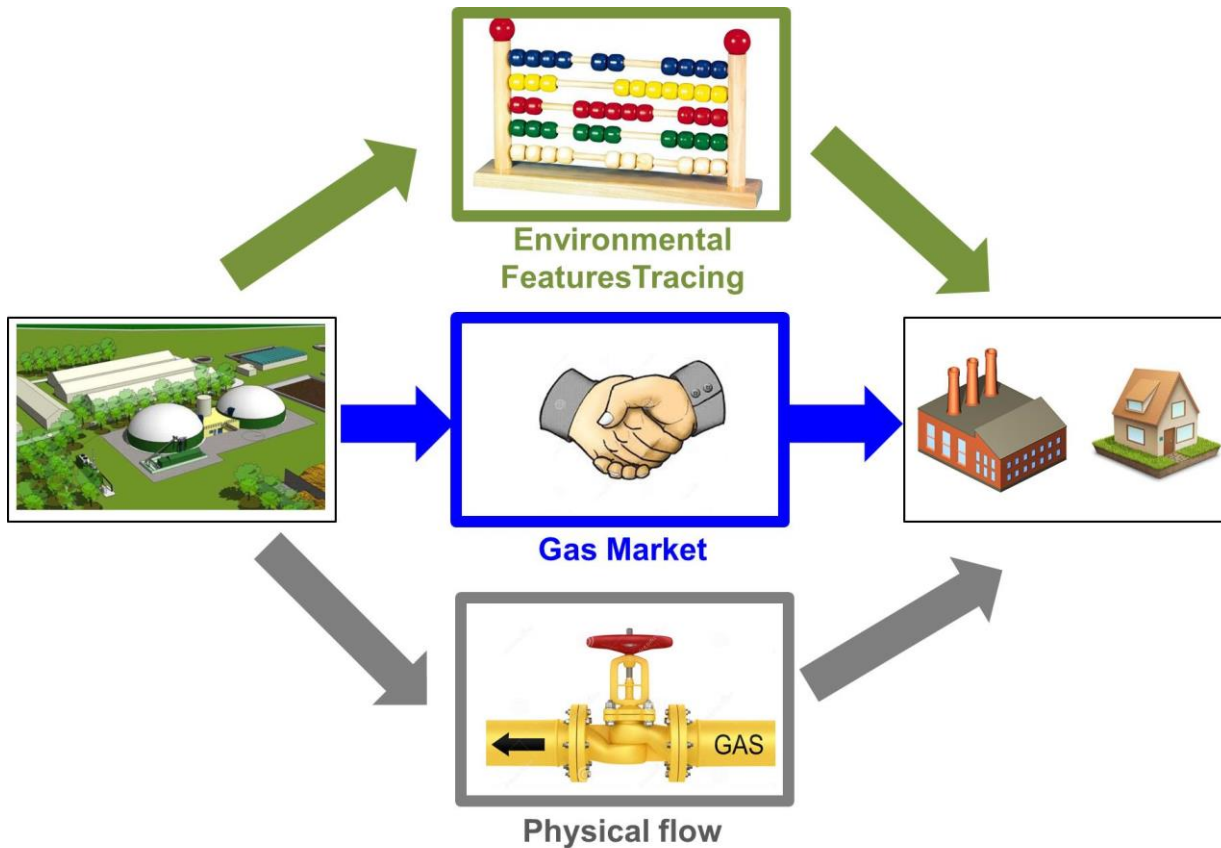 Environmental
FeaturesTracing
Gas Market
GAS
Physical flow